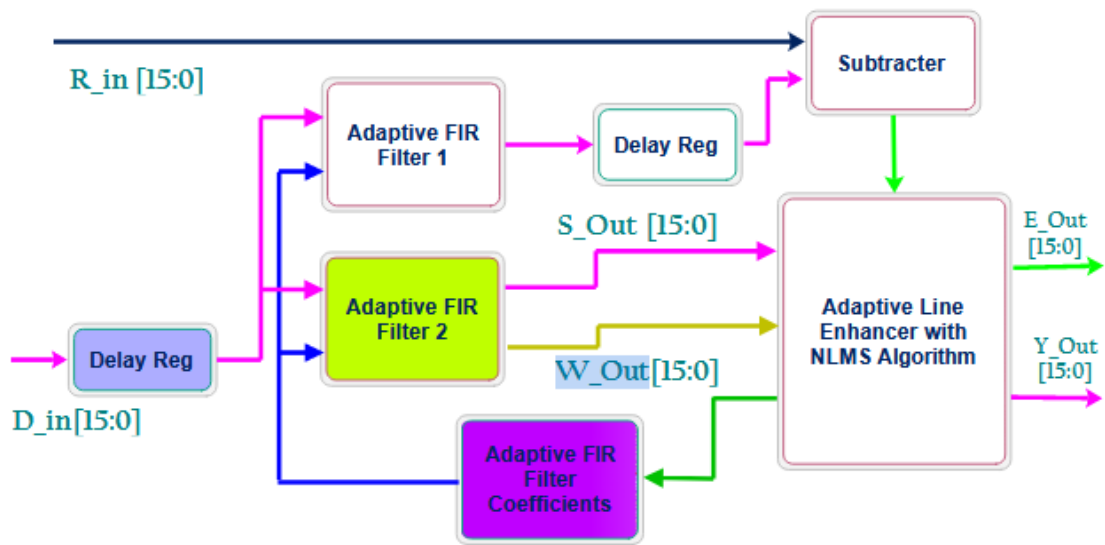 R_in [15:0]
Subtracter
Adaptive FIR
Filter 1
Delay Reg
S_Out [15:0]
E_Out
[15:0]
Adaptive FIR
Filter 2
Adaptive Line
Enhancer with
NLMS Algorithm
Delay Reg
W_Out[15:0]
Y_Out
[15:0]
D_in[15:0]
Adaptive FIR
Filter
Coefficients